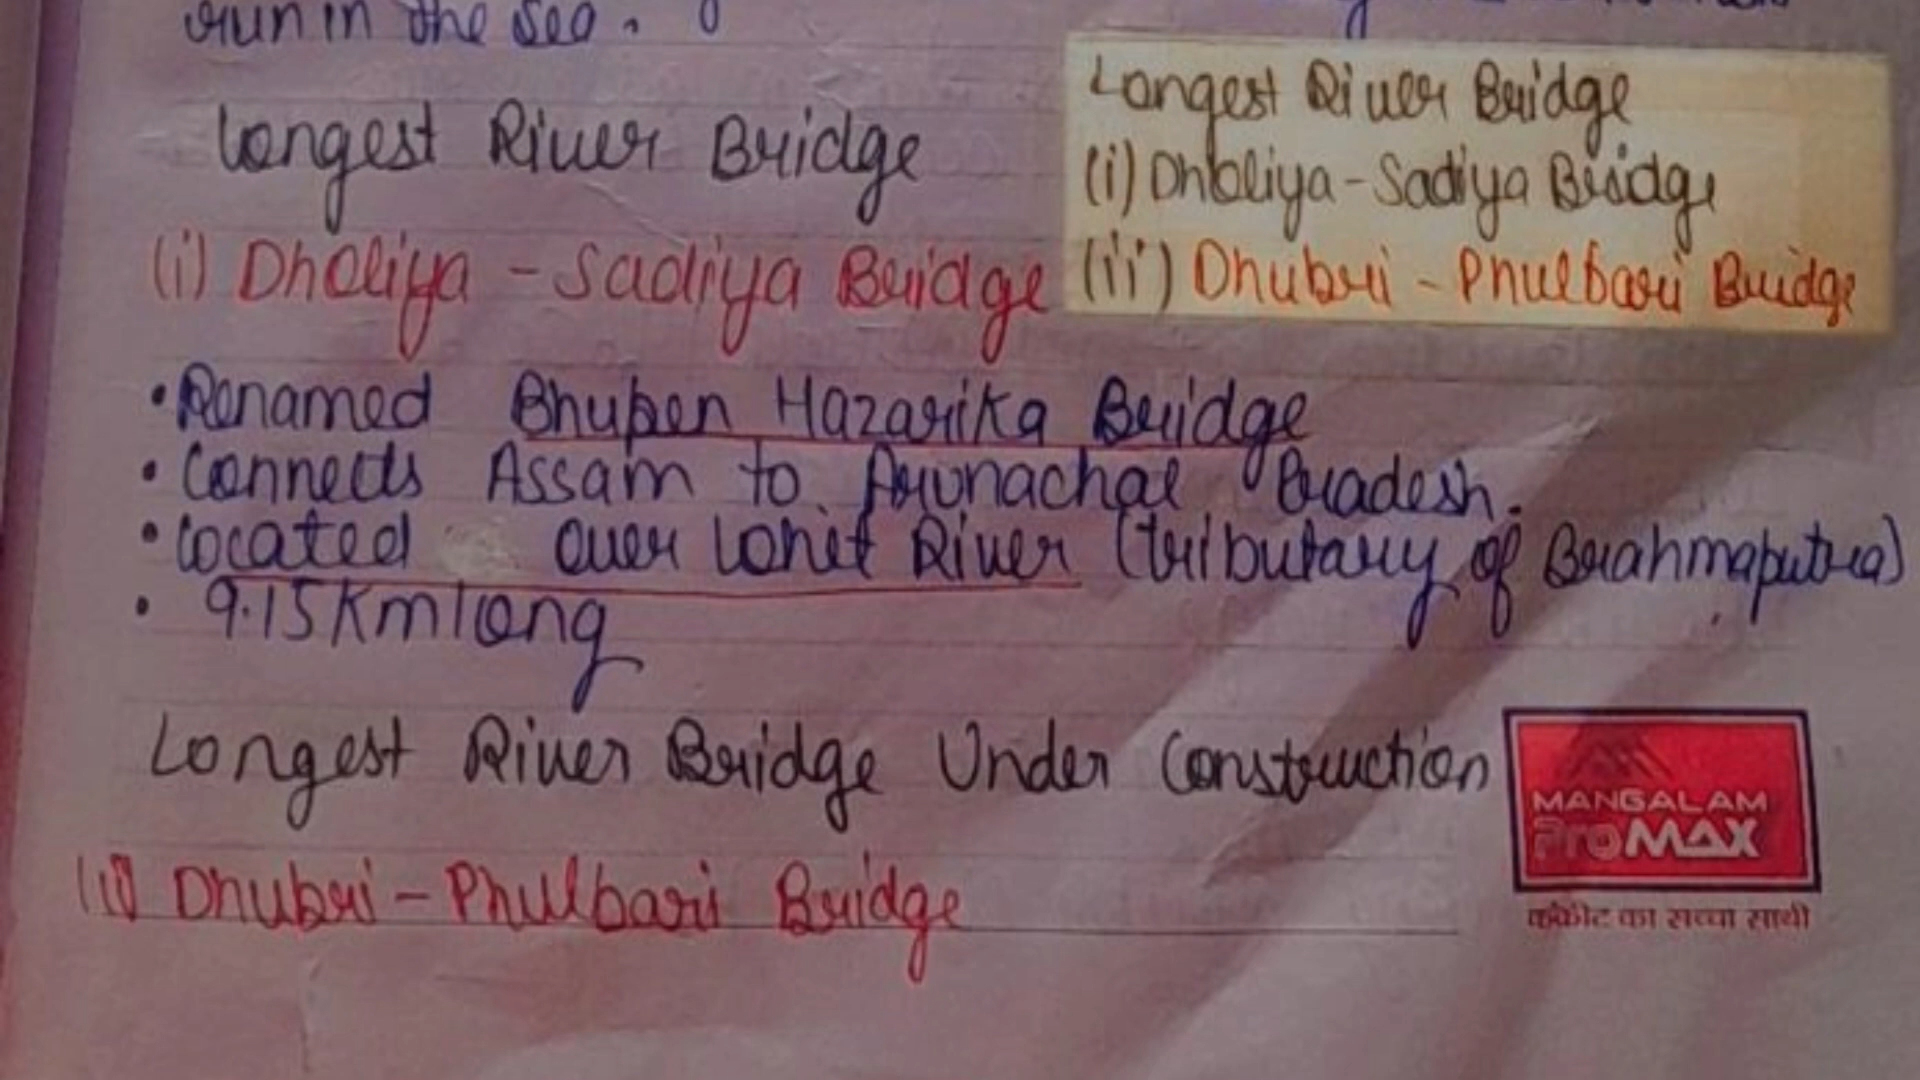 run in the Sea.
Longest River Bridge
(i) Dholiya - Sadiya Bridge
Longest River Bridge
(i) Dholiya - Sadiya Bridge
(ii) Dhubri - Phulbari Bridge
• Renamed Bhupen Hazarika Bridge
• Connects Assam to Arunachal Pradesh.
• Located over Lohit River (tributary of Brahmaputra)
• 9.15 Km long
Longest River Bridge Under Construction
(ii) Dhubri - Phulbari Bridge
MANGALAM
ProMAX
कंक्रीट का सच्चा साथी